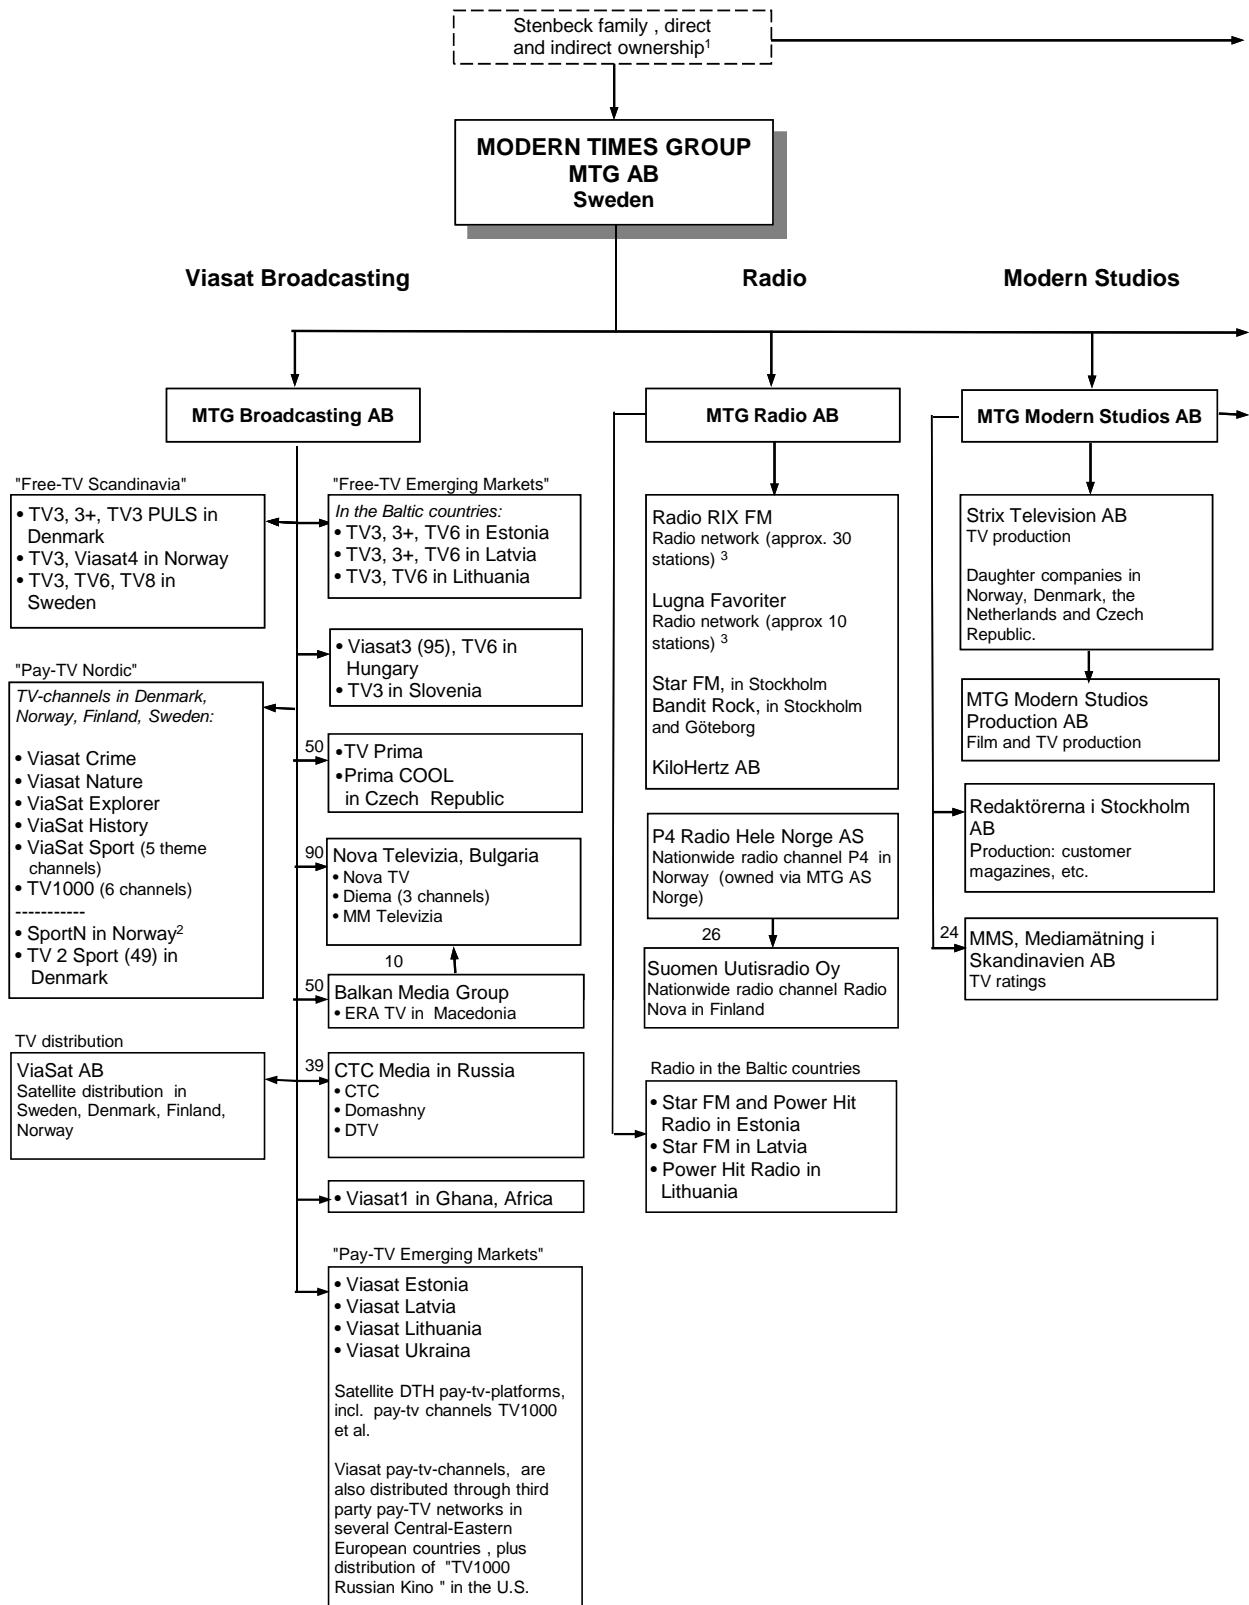 Stenbeck family , direct
and indirect ownership1
MODERN TIMES GROUP
MTG AB
Sweden
Viasat Broadcasting
Radio
Modern Studios
MTG Broadcasting AB
MTG Radio AB
MTG Modern Studios AB
"Free-TV Scandinavia"
• TV3, 3+, TV3 PULS in
Denmark
• TV3, Viasat4 in Norway
• TV3, TV6, TV8 in
Sweden
"Pay-TV Nordic"
TV-channels in Denmark,
Norway, Finland, Sweden:
• Viasat Crime
• Viasat Nature
• ViaSat Explorer
• ViaSat History
• ViaSat Sport (5 theme
channels)
• TV1000 (6 channels)
-----------
• SportN in Norway2
• TV 2 Sport (49) in
Denmark
TV distribution
ViaSat AB
Satellite distribution in
Sweden, Denmark, Finland,
Norway
"Free-TV Emerging Markets"
In the Baltic countries:
• TV3, 3+, TV6 in Estonia
• TV3, 3+, TV6 in Latvia
• TV3, TV6 in Lithuania
• Viasat3 (95), TV6 in
Hungary
• TV3 in Slovenia
50
• TV Prima
• Prima COOL
in Czech Republic
90
Nova Televizia, Bulgaria
• Nova TV
• Diema (3 channels)
• MM Televizia
10
50
Balkan Media Group
• ERA TV in Macedonia
39
CTC Media in Russia
• CTC
• Domashny
• DTV
• Viasat1 in Ghana, Africa
"Pay-TV Emerging Markets"
• Viasat Estonia
• Viasat Latvia
• Viasat Lithuania
• Viasat Ukraina
Satellite DTH pay-tv-platforms,
incl. pay-tv channels TV1000
et al.
Viasat pay-tv-channels, are
also distributed through third
party pay-TV networks in
several Central-Eastern
European countries , plus
distribution of "TV1000
Russian Kino " in the U.S.
Radio RIX FM
Radio network (approx. 30
stations) 3
Lugna Favoriter
Radio network (approx 10
stations) 3
Star FM, in Stockholm
Bandit Rock, in Stockholm
and Göteborg
KiloHertz AB
P4 Radio Hele Norge AS
Nationwide radio channel P4 in
Norway (owned via MTG AS
Norge)
26
Suomen Uutisradio Oy
Nationwide radio channel Radio
Nova in Finland
Radio in the Baltic countries
• Star FM and Power Hit
Radio in Estonia
• Star FM in Latvia
• Power Hit Radio in
Lithuania
Strix Television AB
TV production
Daughter companies in
Norway, Denmark, the
Netherlands and Czech
Republic.
MTG Modern Studios
Production AB
Film and TV production
Redaktörerna i Stockholm
AB
Production: customer
magazines, etc.
24
MMS, Mediamätning i
Skandinavien AB
TV ratings